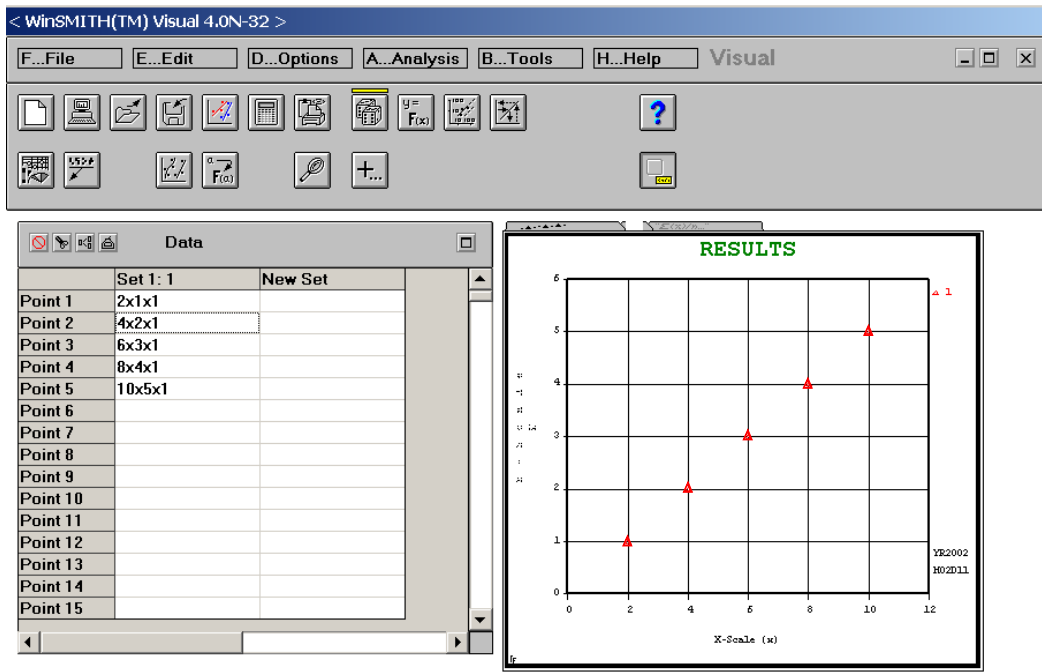 < WinSMITH(TM) Visual 4.0N-32 >
F...File E...Edit D...Options A...Analysis B...Tools H...Help Visual
y=
F(x)
a
F(a)
+...
Data
Set 1: 1 New Set
Point 1 2x1x1
Point 2 4x2x1
Point 3 6x3x1
Point 4 8x4x1
Point 5 10x5x1
Point 6
Point 7
Point 8
Point 9
Point 10
Point 11
Point 12
Point 13
Point 14
Point 15
RESULTS
1
6
5
4
3
2
1
0
0 2 4 6 8 10 12
X-Scale (x)
YR2002
M02D11